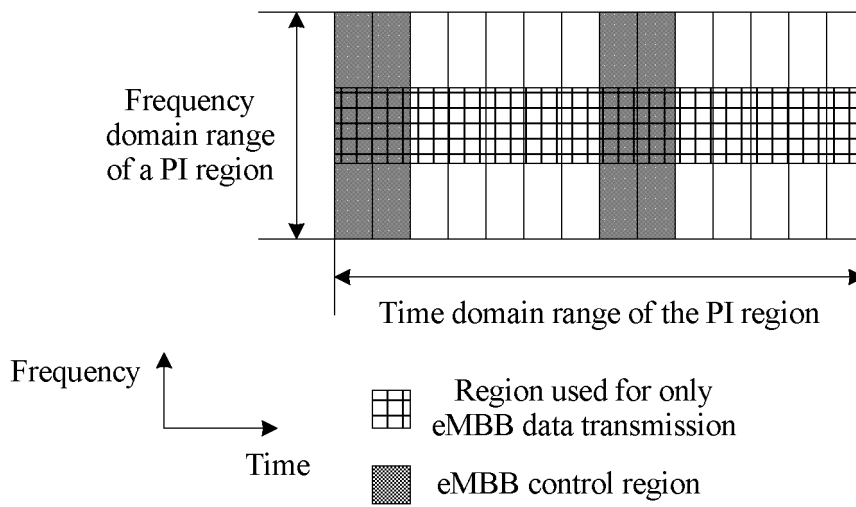 Frequency
domain range
of a PI region
Time domain range of the PI region
Frequency
Time
Region used for only
eMBB data transmission
eMBB control region